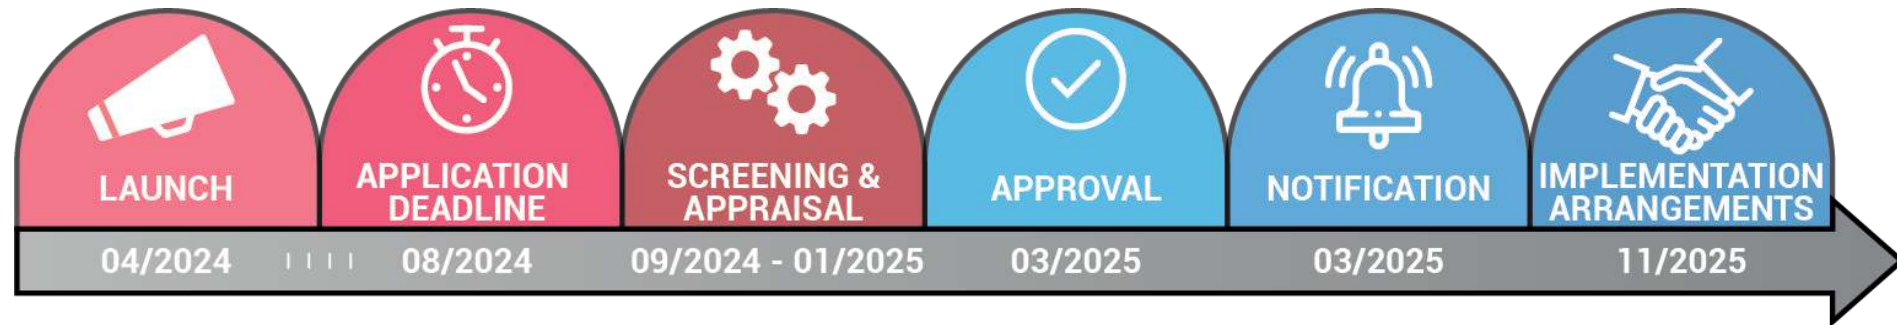 LAUNCH
APPLICATION
DEADLINE
SCREENING &
APPRAISAL
APPROVAL
NOTIFICATION
IMPLEMENTATION
ARRANGEMENTS
04/2024
08/2024
09/2024 - 01/2025
03/2025
03/2025
11/2025